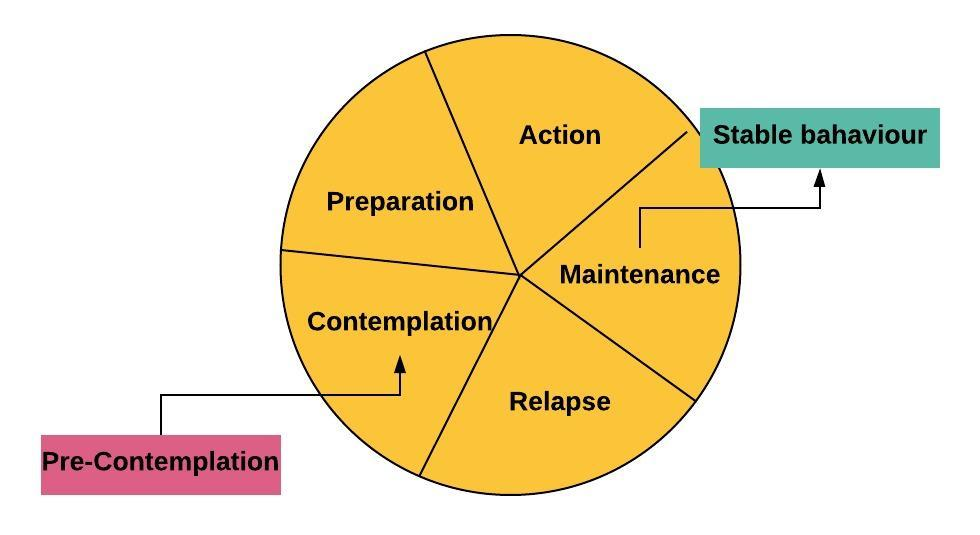 Action
Stable bahaviour
Preparation
Maintenance
Contemplation
Relapse
Pre-Contemplation